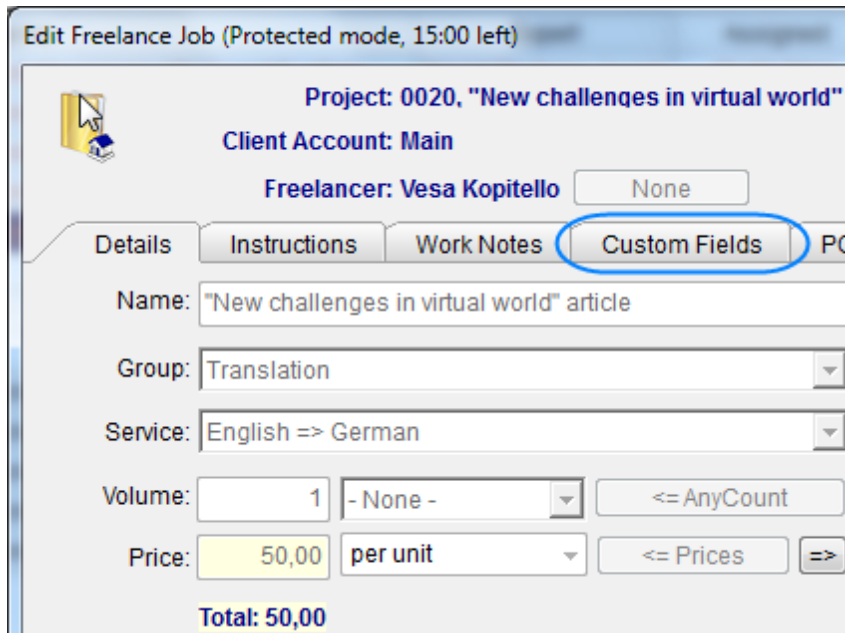 Edit Freelance Job (Protected mode, 15:00 left)
Project: 0020, "New challenges in virtual world"
Client Account: Main
Freelancer: Vesa Kopitello None
Details Instructions Work Notes Custom Fields
Name: "New challenges in virtual world" article
Group: Translation
Service: English => German
Volume: 1 - None - <= AnyCount
Price: 50,00 per unit <= Prices =>
Total: 50,00